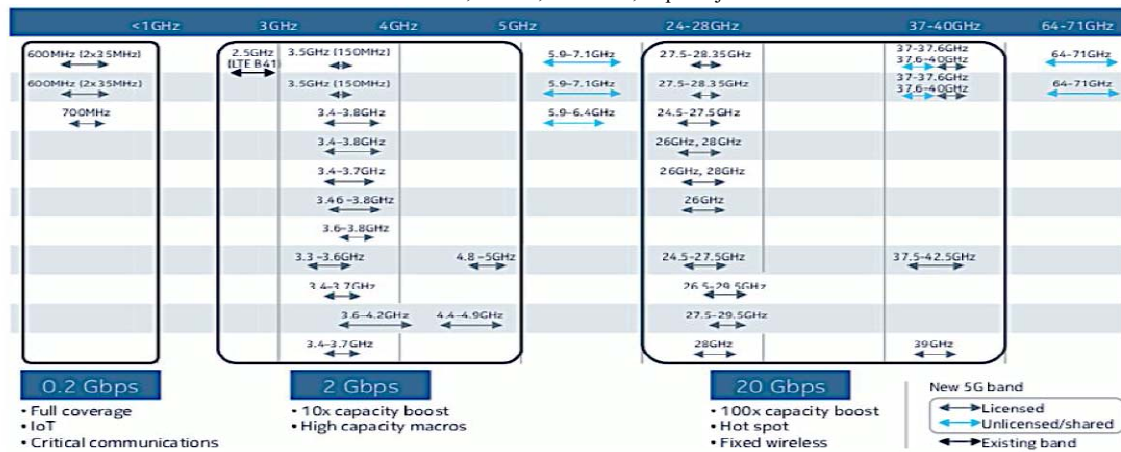 <1GHz 3GHz 4GHz 5GHz 24-28GHz 37-40GHz 64-71GHz
600MHz (2x35MHz) 2.5GHz 3.5GHz (150MHz) 5.9-7.1GHz 27.5-28.35GHz 37-37.6GHz 64-71GHz
(LTE B41) 37.6-40GHz
600MHz (2x35MHz) 3.5GHz (150MHz) 5.9-7.1GHz 27.5-28.35GHz 37-37.6GHz 64-71GHz
37.6-40GHz
700MHz 3.4-3.8GHz 5.9-6.4GHz 24.5-27.5GHz
3.4-3.8GHz 26GHz, 28GHz
3.4-3.7GHz 26GHz, 28GHz
3.46-3.8GHz 26GHz
3.6-3.8GHz
3.3-3.6GHz 4.8-5GHz 24.5-27.5GHz 37.5-42.5GHz
3.4-3.7GHz 26.5-29.5GHz
3.6-4.2GHz 4.4-4.9GHz 27.5-29.5GHz
3.4-3.7GHz 28GHz 39GHz
0.2 Gbps 2 Gbps 20 Gbps New 5G band
• Full coverage • 10x capacity boost • 100x capacity boost Licensed
• IoT • High capacity macros • Hot spot Unlicensed/shared
• Critical communications • Fixed wireless Existing band